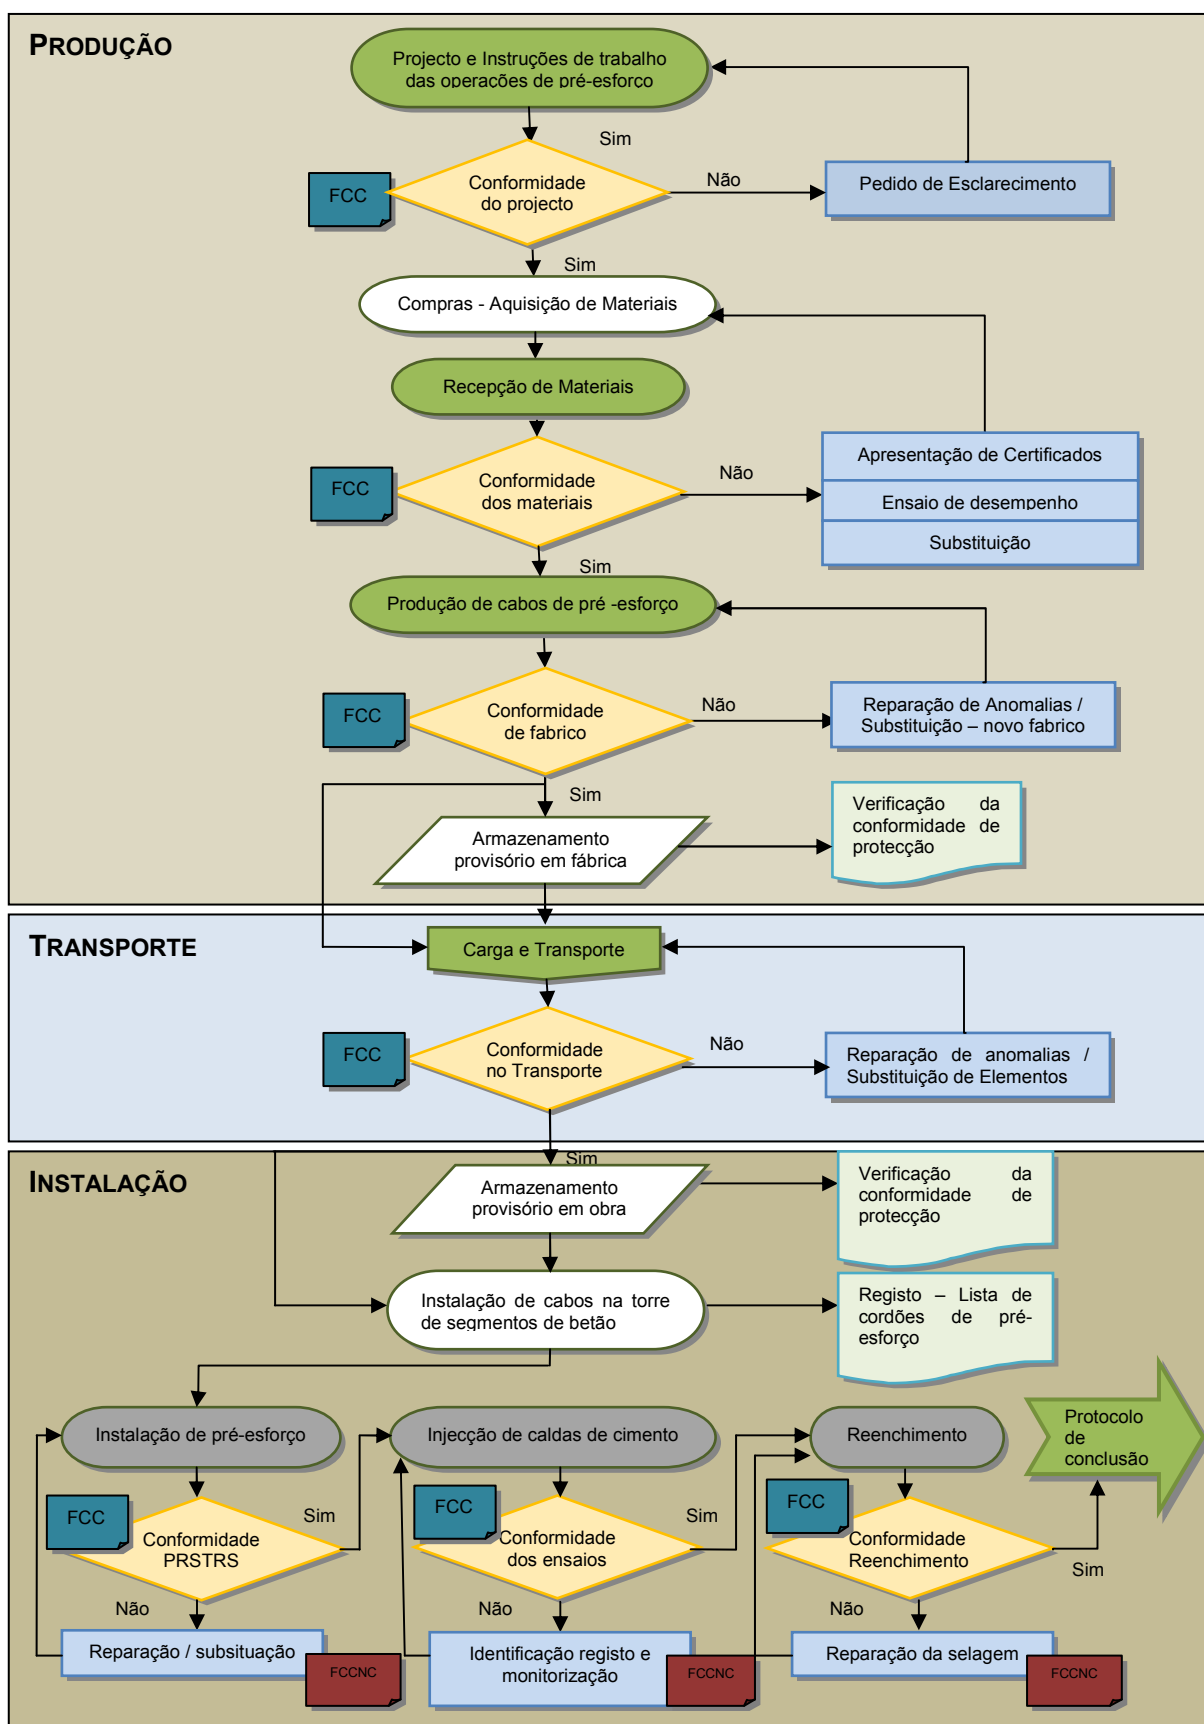 PRODUÇÃO
Projecto e Instruções de trabalho
das operações de pré-esforço
Sim
FCC
Conformidade
do projecto
Não
Pedido de Esclarecimento
Sim
Compras - Aquisição de Materiais
Recepção de Materiais
FCC
Conformidade
dos materiais
Não
Apresentação de Certificados
Ensaio de desempenho
Substituição
Sim
Produção de cabos de pré -esforço
FCC
Conformidade
de fabrico
Não
Reparação de Anomalias /
Substituição – novo fabrico
Sim
Armazenamento
provisório em fábrica
Verificação da
conformidade de
protecção
TRANSPORTE
Carga e Transporte
FCC
Conformidade
no Transporte
Não
Reparação de anomalias /
Substituição de Elementos
Sim
INSTALAÇÃO
Armazenamento
provisório em obra
Verificação da
conformidade de
protecção
Instalação de cabos na torre
de segmentos de betão
Registo – Lista de
cordões de pré-
esforço
Instalação de pré-esforço
Injecção de caldas de cimento
Reenchimento
Protocolo
de
conclusão
FCC
Conformidade
PRSTRS
Sim
FCC
Conformidade
dos ensaios
Sim
FCC
Conformidade
Reenchimento
Sim
Não
Não
Não
Reparação / subsituação
FCCNC
Identificação registo e
monitorização
FCCNC
Reparação da selagem
FCCNC